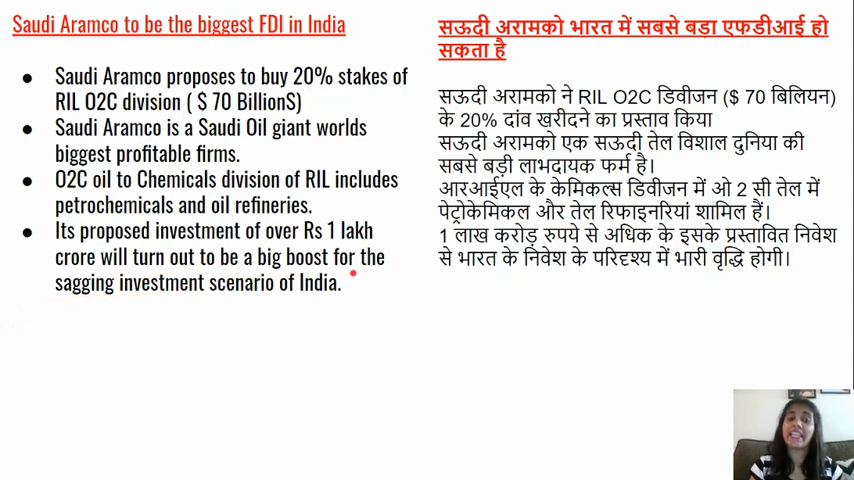 Saudi Aramco to be the biggest FDI in India
● Saudi Aramco proposes to buy 20% stakes of
RIL O2C division ( $ 70 BillionS)
● Saudi Aramco is a Saudi Oil giant worlds
biggest profitable firms.
● O2C oil to Chemicals division of RIL includes
petrochemicals and oil refineries.
● Its proposed investment of over Rs 1 lakh
crore will turn out to be a big boost for the
sagging investment scenario of India.
सऊदी अरामको भारत में सबसे बड़ा एफडीआई हो
सकता है
सऊदी अरामको ने RIL O2C डिवीजन ($ 70 बिलियन)
के 20% दांव खरीदने का प्रस्ताव किया
सऊदी अरामको एक सऊदी तेल विशाल दुनिया की
सबसे बड़ी लाभदायक फर्म है।
आरआईएल के केमिकल्स डिवीजन में ओ 2 सी तेल में
पेट्रोकेमिकल और तेल रिफाइनरियां शामिल हैं।
1 लाख करोड़ रुपये से अधिक के इसके प्रस्तावित निवेश
से भारत के निवेश के परिदृश्य में भारी वृद्धि होगी।